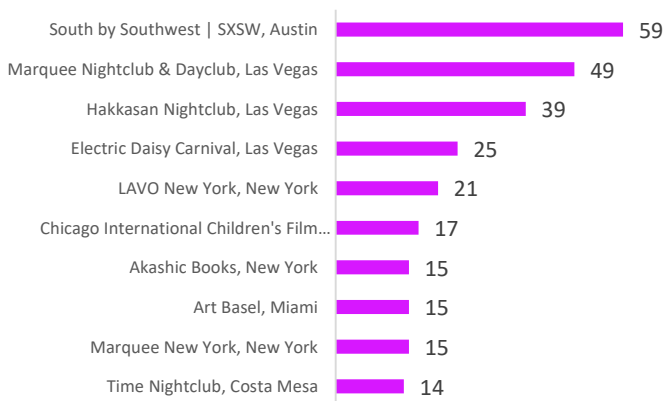 South by Southwest | SXSW, Austin 59
Marquee Nightclub & Dayclub, Las Vegas 49
Hakkasan Nightclub, Las Vegas 39
Electric Daisy Carnival, Las Vegas 25
LAVO New York, New York 21
Chicago International Children's Film... 17
Akashic Books, New York 15
Art Basel, Miami 15
Marquee New York, New York 15
Time Nightclub, Costa Mesa 14